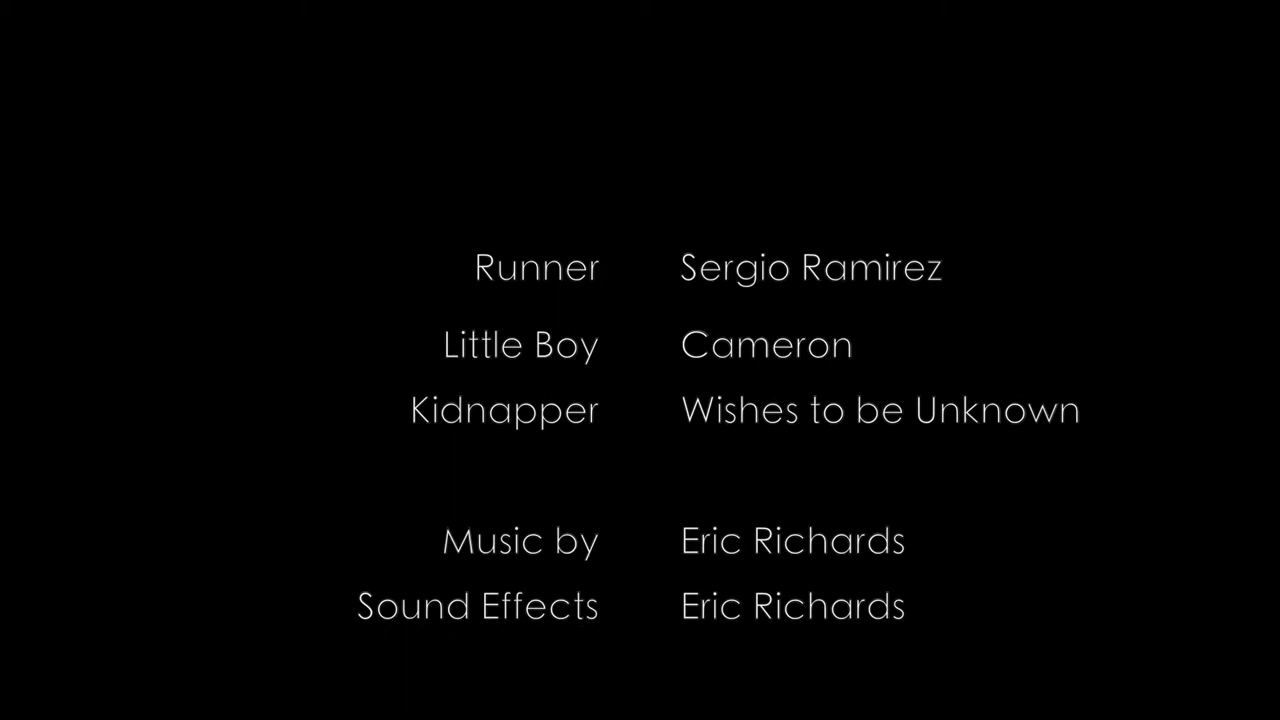 Runner Sergio Ramirez
Little Boy Cameron
Kidnapper Wishes to be Unknown
Music by Eric Richards
Sound Effects Eric Richards